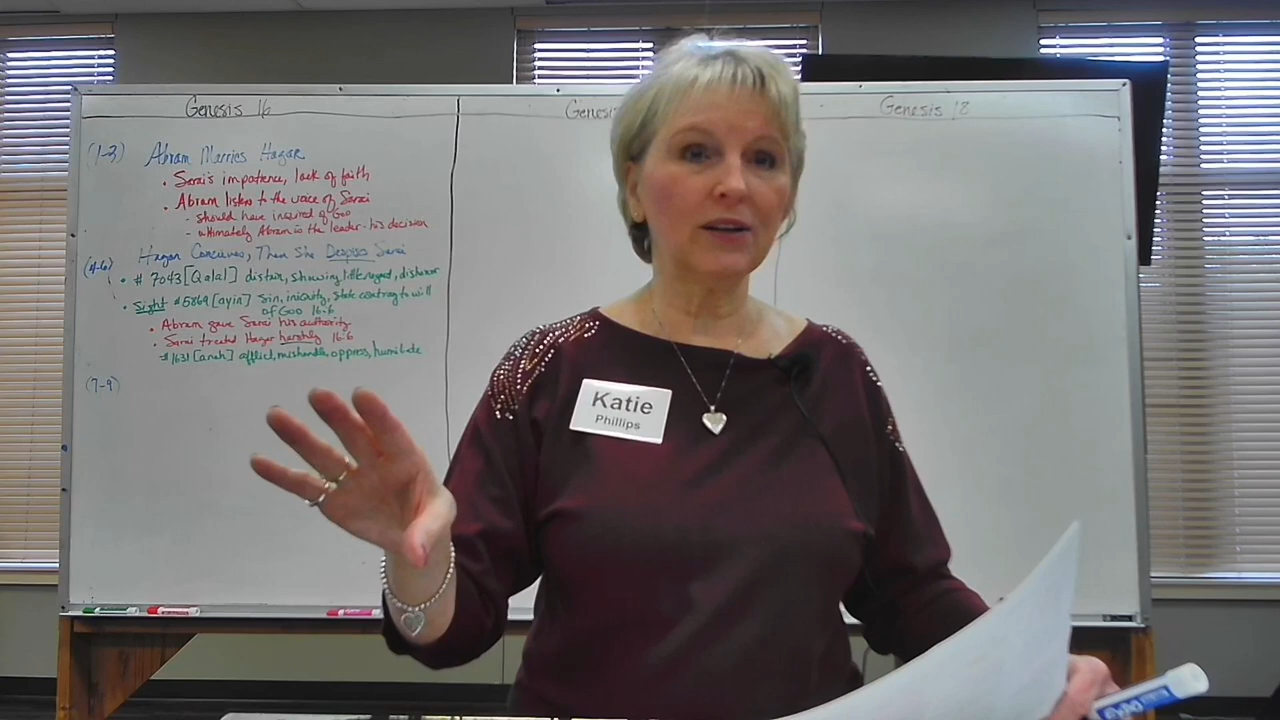 Genesis 16
Genesis
Genesis 18
(1-3) Abram Marries Hagar
• Sarai's impatience, lack of faith
• Abram listens to the voice of Sarai
- should have inquired of God
- ultimately Abram is the leader - his decision
(4-6) Hagar Conceives, Then She Despises Sarai
• # 7043 [Qalal] distain, showing little regard, dishonor
• Sight #5869 [ayin] sin, iniquity, state contrary to will
of God 16:6
• Abram gave Sarai his authority
• Sarai treated Hagar harshly 16:6
#1631 [anah] afflict, mishandle, oppress, humiliate
(7-9)
Katie
Phillips
EXPO